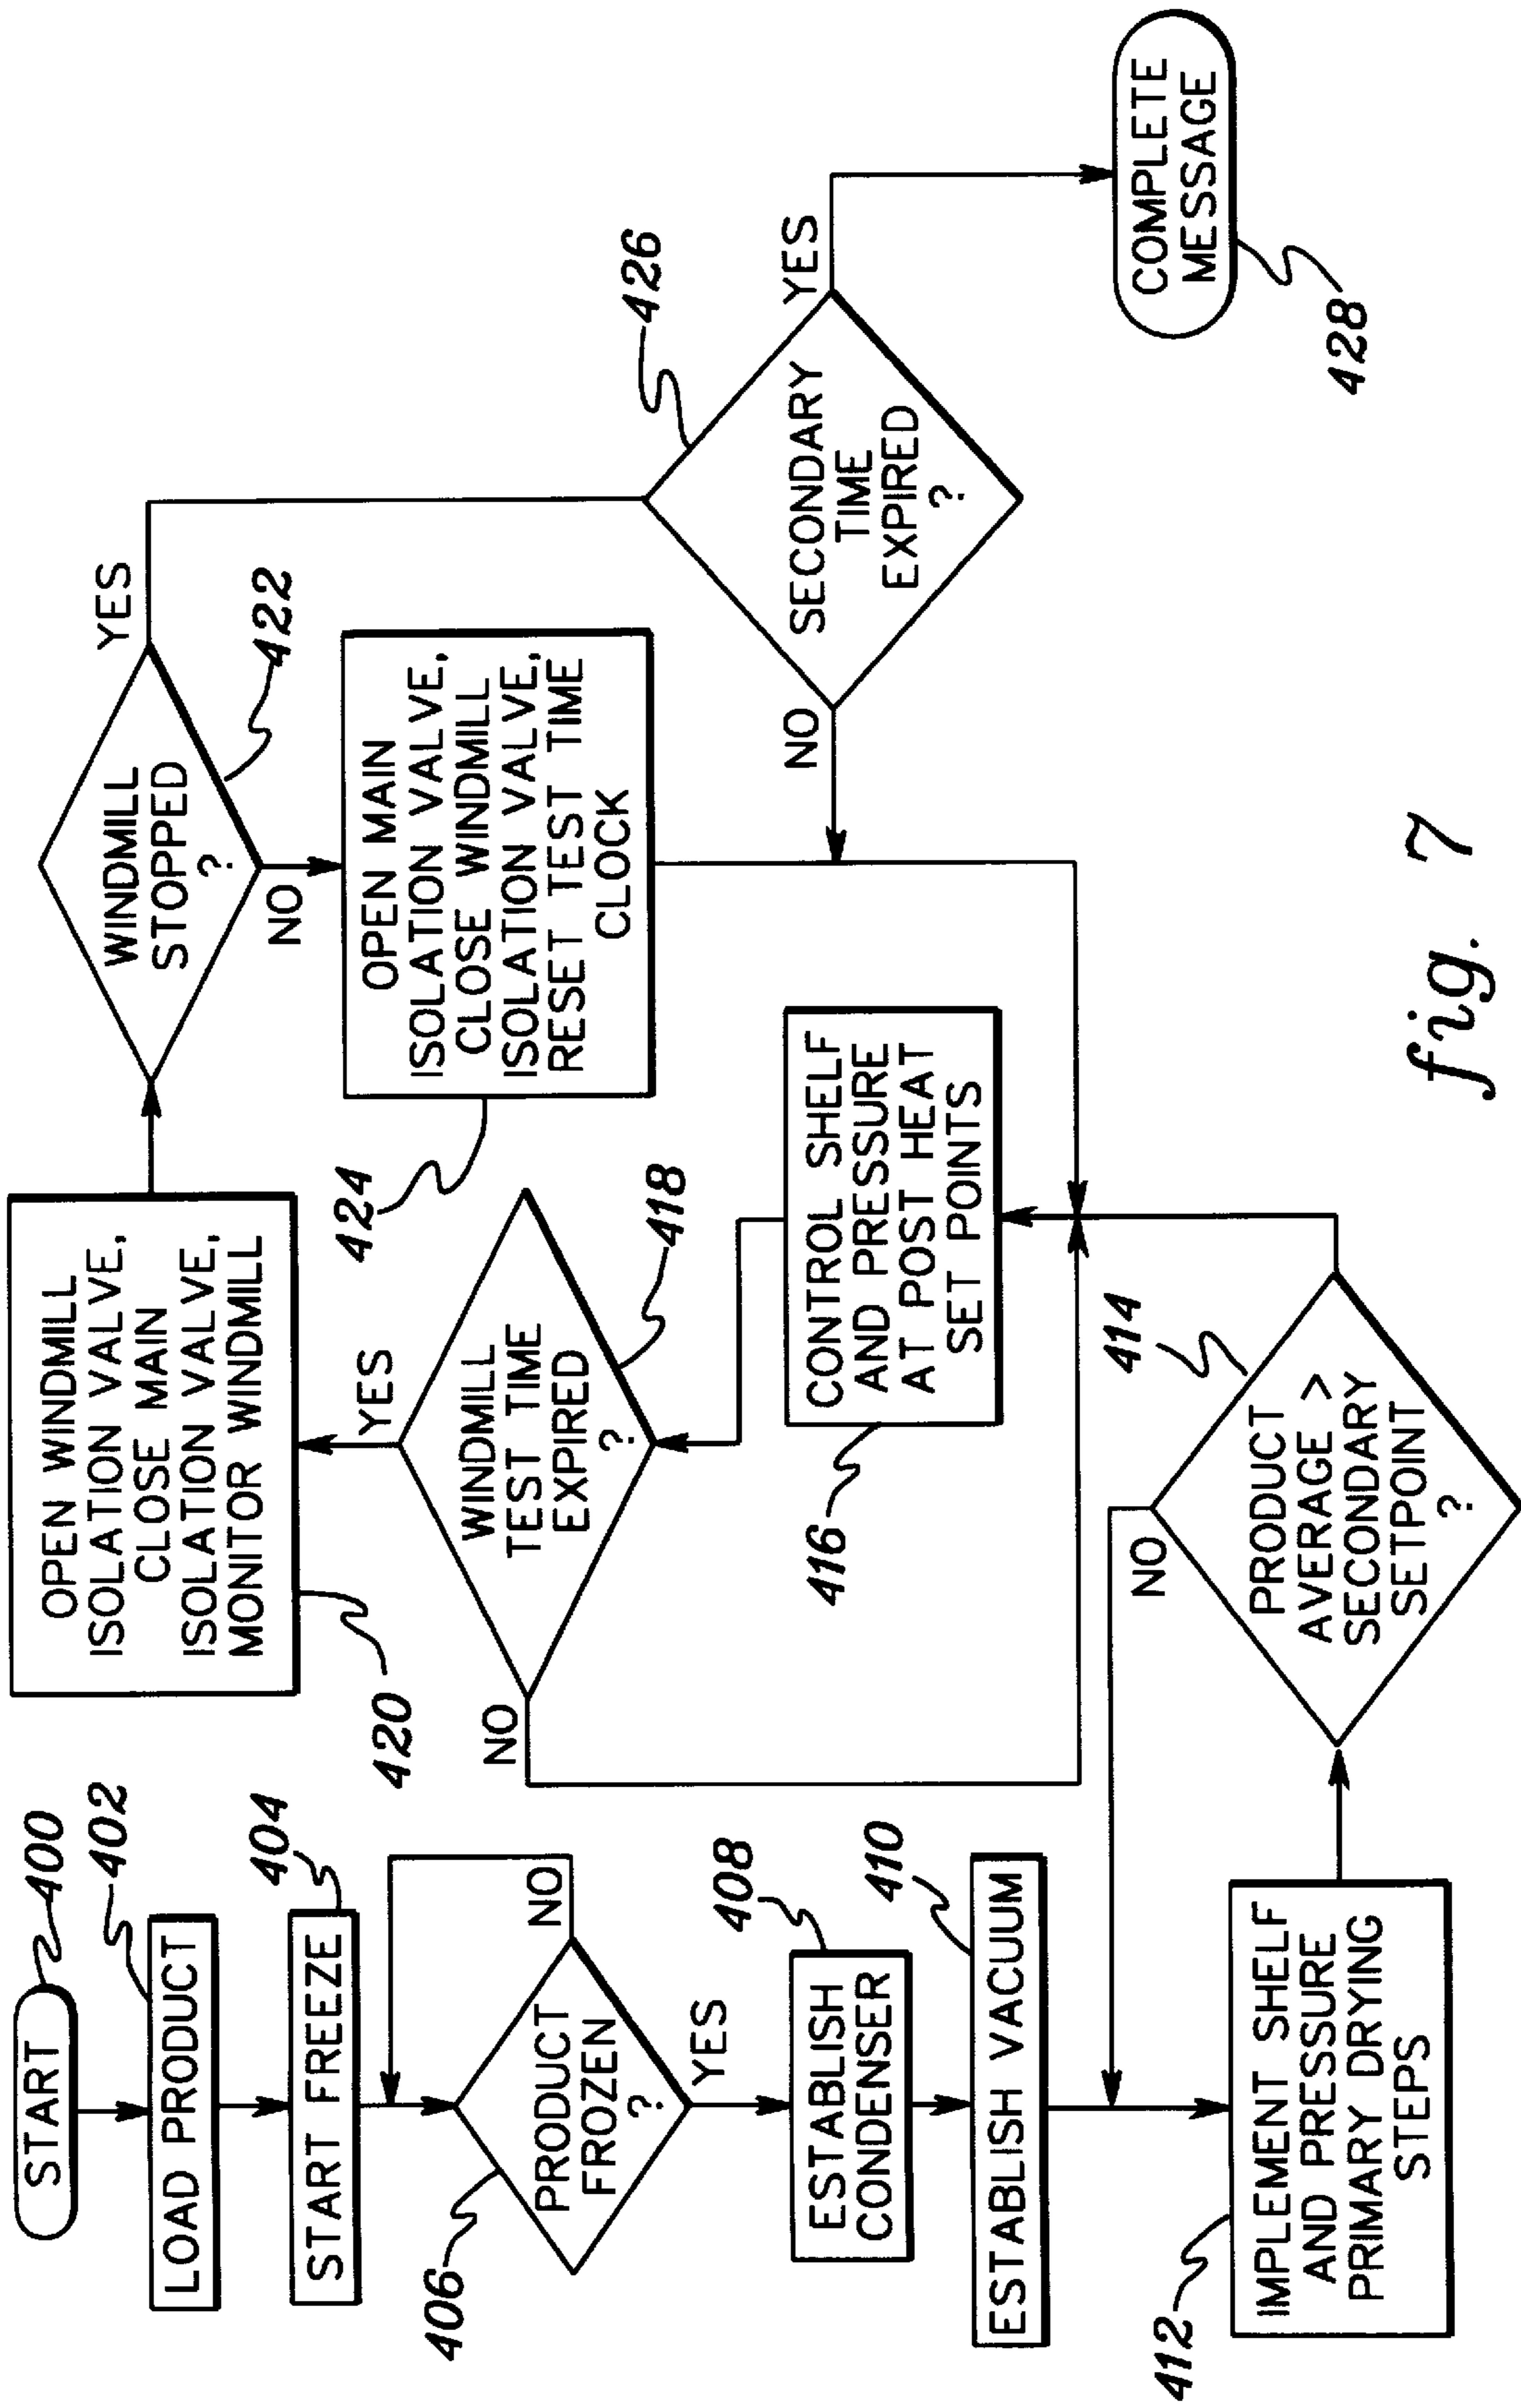 START
400
LOAD PRODUCT
402
START FREEZE
404
PRODUCT
FROZEN
?
406
NO
YES
ESTABLISH
CONDENSER
408
ESTABLISH VACUUM
410
IMPLEMENT SHELF
AND PRESSURE
PRIMARY DRYING
STEPS
412
PRODUCT
AVERAGE >
SECONDARY
SETPOINT
?
414
NO
CONTROL SHELF
AND PRESSURE
AT POST HEAT
SET POINTS
416
WINDMILL
TEST TIME
EXPIRED
?
418
NO
YES
OPEN WINDMILL
ISOLATION VALVE,
CLOSE MAIN
ISOLATION VALVE,
MONITOR WINDMILL
420
WINDMILL
STOPPED
?
422
YES
NO
OPEN MAIN
ISOLATION VALVE,
CLOSE WINDMILL
ISOLATION VALVE,
RESET TEST TIME
CLOCK
424
SECONDARY
TIME
EXPIRED
?
426
NO
YES
COMPLETE
MESSAGE
428
fig. 7